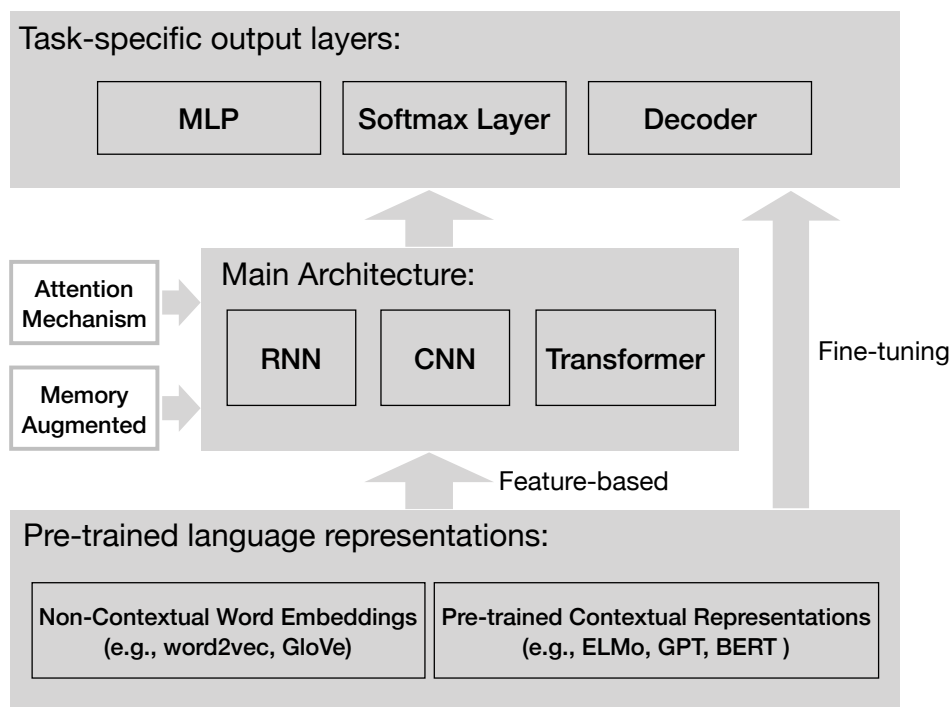 Task-specific output layers:
MLP
Softmax Layer
Decoder
Attention
Mechanism
Memory
Augmented
Main Architecture:
RNN
CNN
Transformer
Fine-tuning
Feature-based
Pre-trained language representations:
Non-Contextual Word Embeddings
(e.g., word2vec, GloVe)
Pre-trained Contextual Representations
(e.g., ELMo, GPT, BERT )